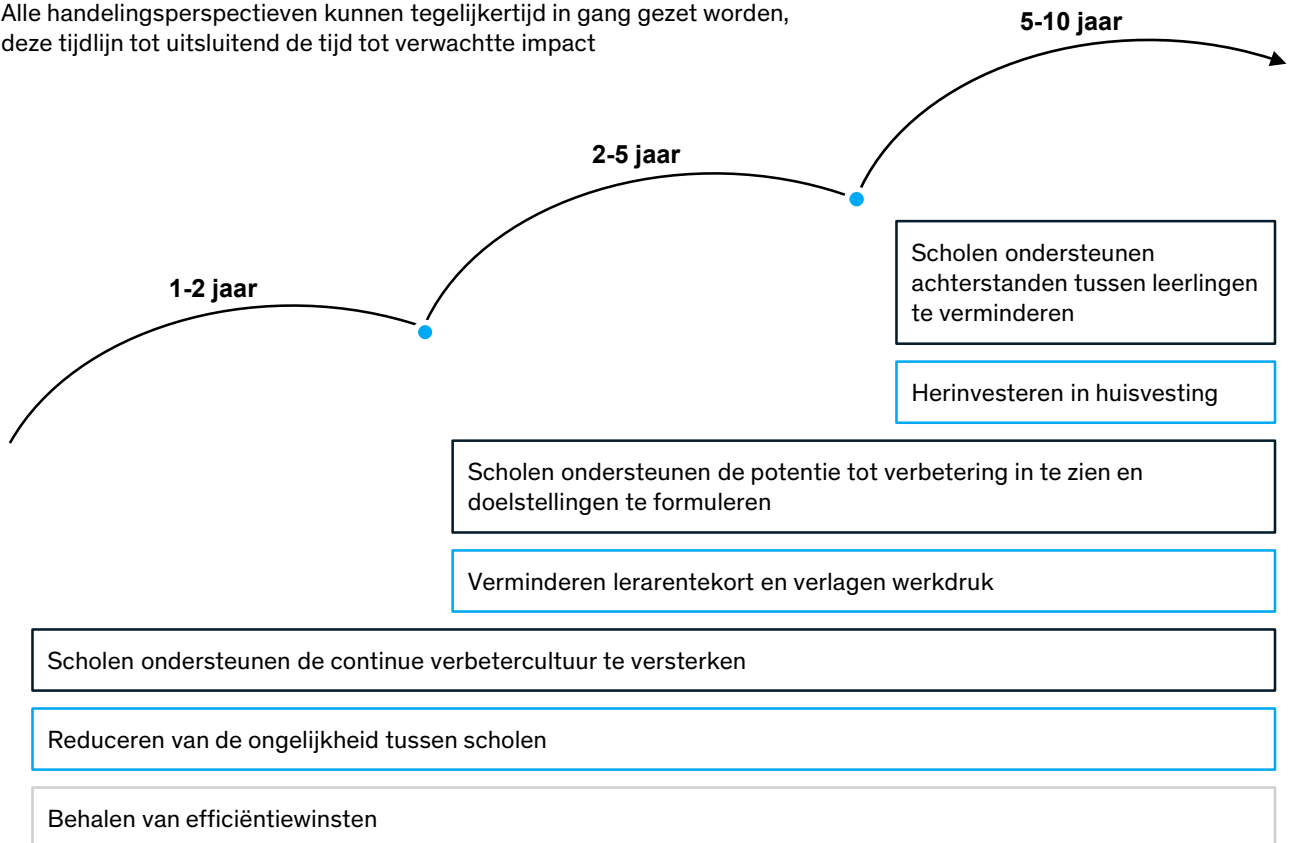 Alle handelingsperspectieven kunnen tegelijkertijd in gang gezet worden,
deze tijdlijn tot uitsluitend de tijd tot verwachtte impact
5-10 jaar
2-5 jaar
1-2 jaar
Scholen ondersteunen
achterstanden tussen leerlingen
te verminderen
Herinvesteren in huisvesting
Scholen ondersteunen de potentie tot verbetering in te zien en
doelstellingen te formuleren
Verminderen lerarentekort en verlagen werkdruk
Scholen ondersteunen de continue verbetercultuur te versterken
Reduceren van de ongelijkheid tussen scholen
Behalen van efficiëntiewinsten